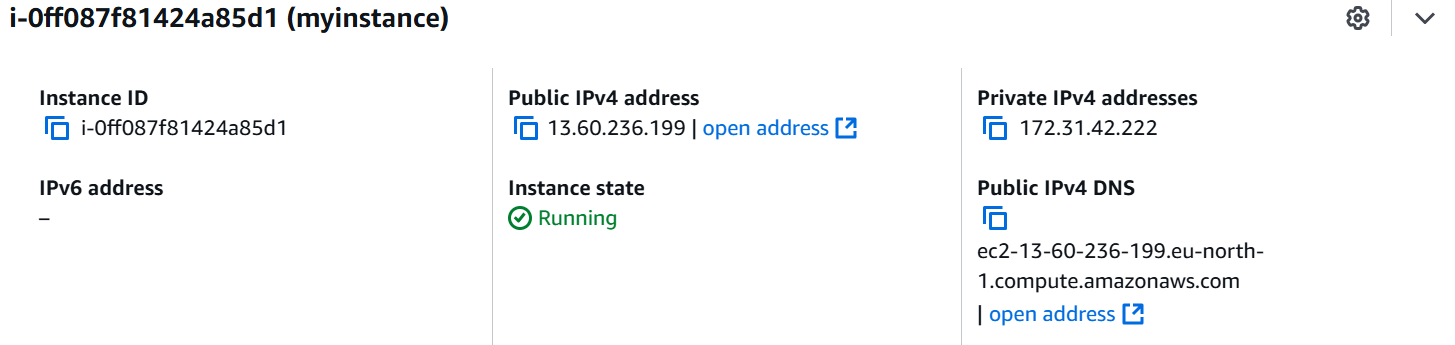 i-0ff087f81424a85d1 (myinstance)
Instance ID
i-0ff087f81424a85d1
Public IPv4 address
13.60.236.199 | open address
Private IPv4 addresses
172.31.42.222
IPv6 address
–
Instance state
Running
Public IPv4 DNS
ec2-13-60-236-199.eu-north-
1.compute.amazonaws.com
| open address